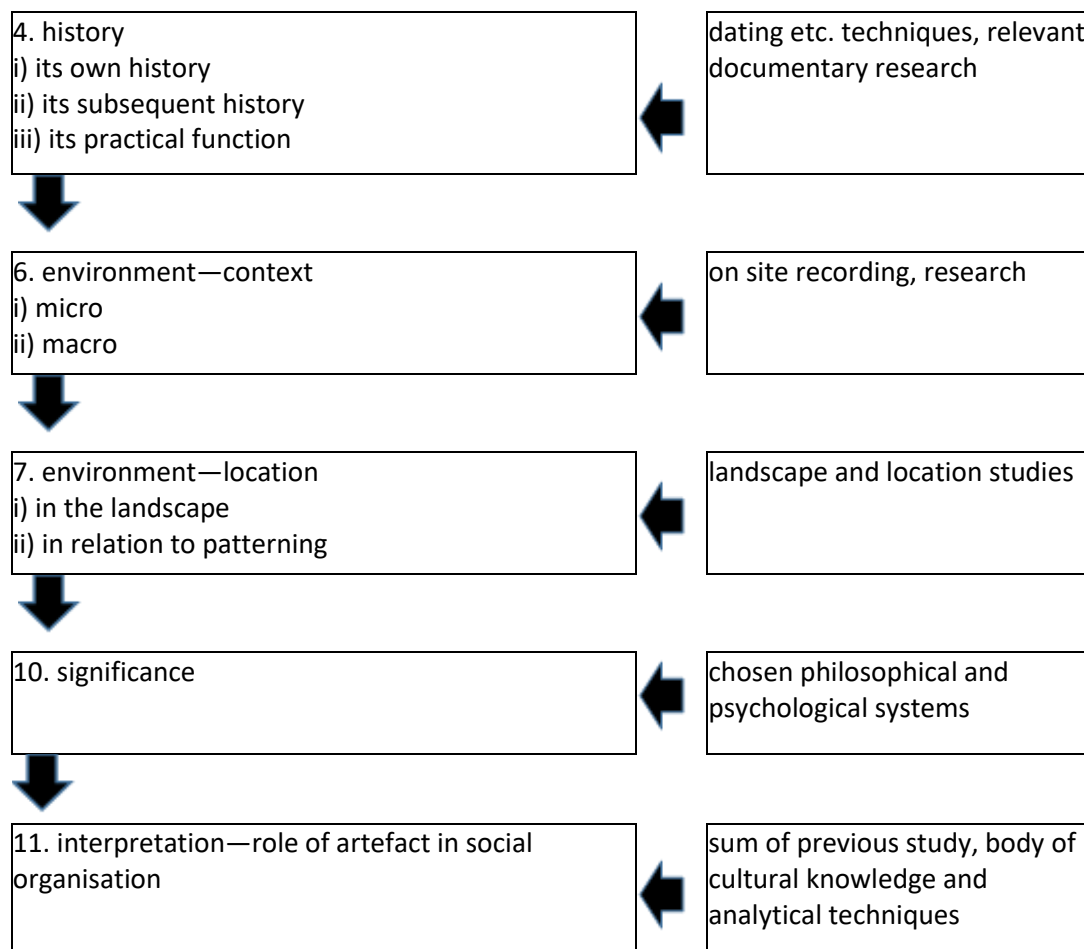 4. history
i) its own history
ii) its subsequent history
iii) its practical function
dating etc. techniques, relevant
documentary research
6. environment—context
i) micro
ii) macro
on site recording, research
7. environment—location
i) in the landscape
ii) in relation to patterning
landscape and location studies
10. significance
chosen philosophical and
psychological systems
11. interpretation—role of artefact in social
organisation
sum of previous study, body of
cultural knowledge and
analytical techniques